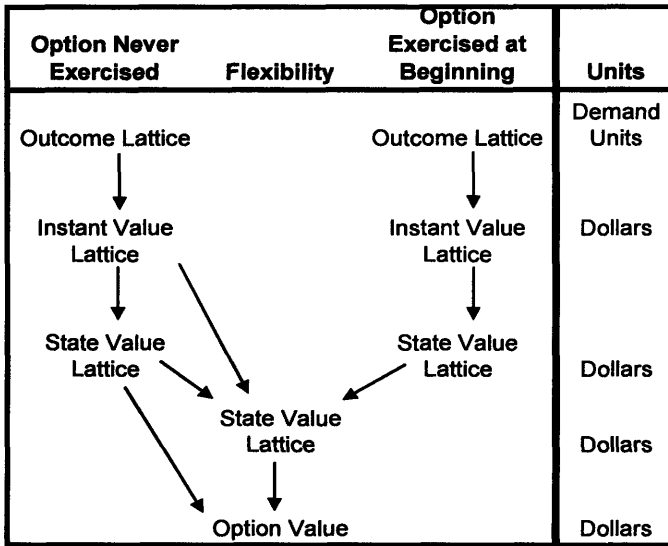 Option Never
Exercised
Flexibility
Option
Exercised at
Beginning
Units
Outcome Lattice
Outcome Lattice
Demand
Units
Instant Value
Lattice
Instant Value
Lattice
Dollars
State Value
Lattice
State Value
Lattice
Dollars
State Value
Lattice
Dollars
Option Value
Dollars